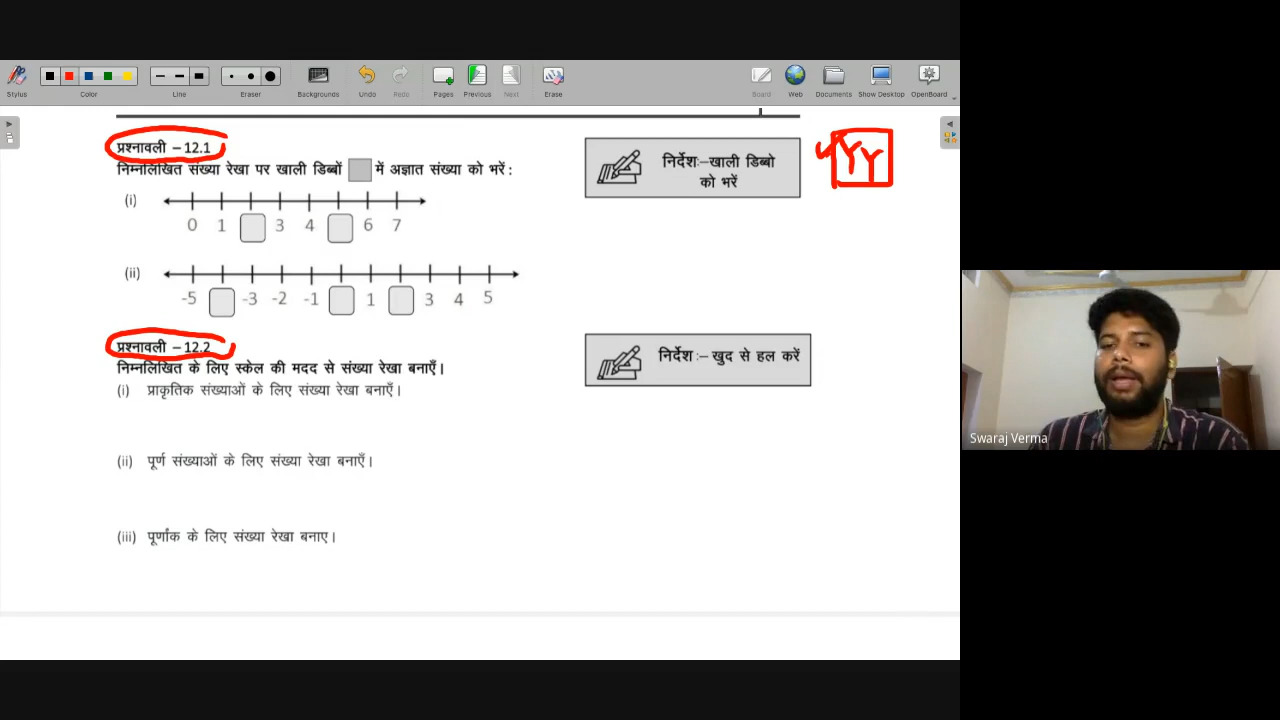 Stylus
Color
Line
Eraser
Backgrounds
Undo
Redo
Pages
Previous
Next
Erase
Board
Web
Documents
Show Desktop
OpenBoard
प्रश्नावली – 12.1
निम्नलिखित संख्या रेखा पर खाली डिब्बों में अज्ञात संख्या को भरें :
निर्देश:– खाली डिब्बो
को भरें
(i)
0 1 3 4 6 7
(ii)
-5 -3 -2 -1 1 3 4 5
प्रश्नावली – 12.2
निम्नलिखित के लिए स्केल की मदद से संख्या रेखा बनाएँ।
निर्देश :– खुद से हल करें
(i) प्राकृतिक संख्याओं के लिए संख्या रेखा बनाएँ।
(ii) पूर्ण संख्याओं के लिए संख्या रेखा बनाएँ।
(iii) पूर्णांक के लिए संख्या रेखा बनाए।
Swaraj Verma